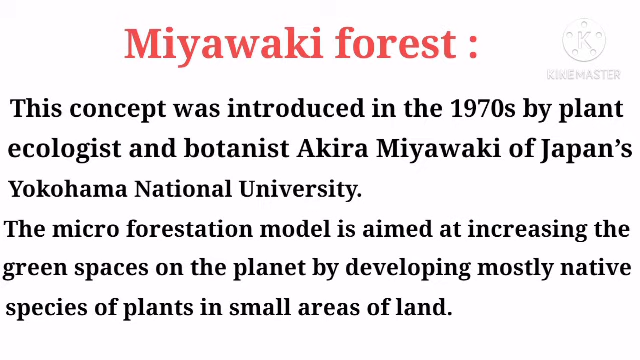 Miyawaki forest :
KINEMASTER
This concept was introduced in the 1970s by plant
ecologist and botanist Akira Miyawaki of Japan’s
Yokohama National University.
The micro forestation model is aimed at increasing the
green spaces on the planet by developing mostly native
species of plants in small areas of land.